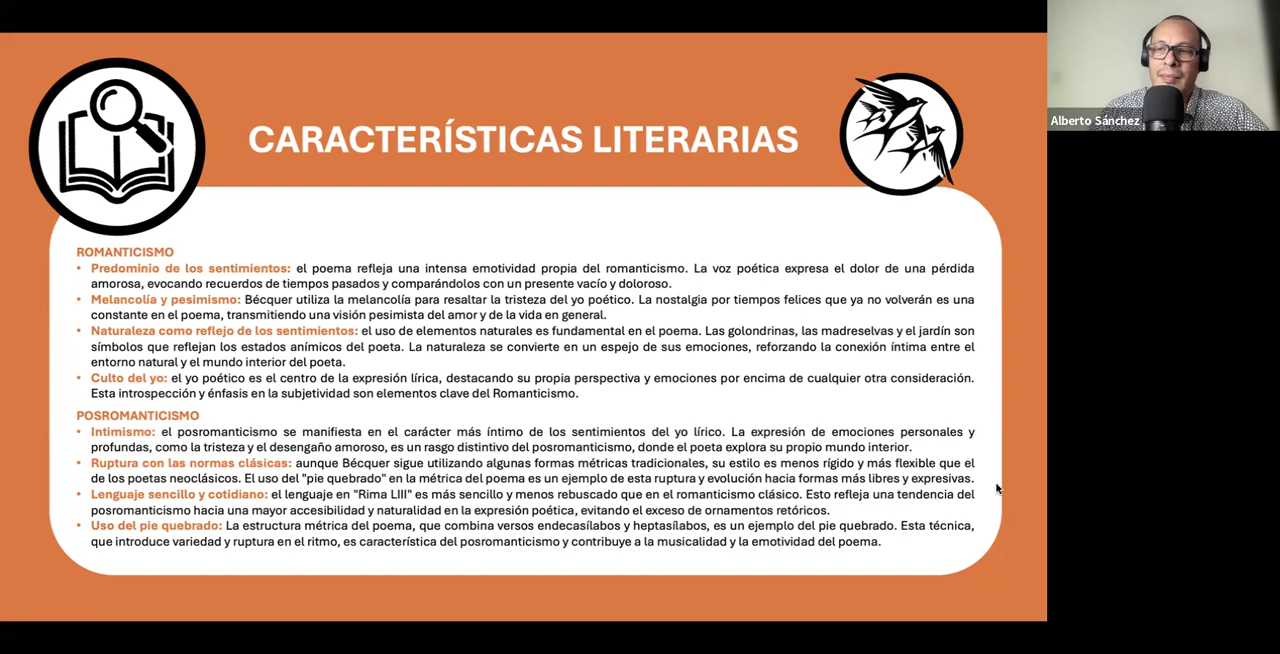 CARACTERÍSTICAS LITERARIAS
Alberto Sánchez
ROMANTICISMO
• Predominio de los sentimientos: el poema refleja una intensa emotividad propia del romanticismo. La voz poética expresa el dolor de una pérdida
amorosa, evocando recuerdos de tiempos pasados y comparándolos con un presente vacío y doloroso.
• Melancolía y pesimismo: Bécquer utiliza la melancolía para resaltar la tristeza del yo poético. La nostalgia por tiempos felices que ya no volverán es una
constante en el poema, transmitiendo una visión pesimista del amor y de la vida en general.
• Naturaleza como reflejo de los sentimientos: el uso de elementos naturales es fundamental en el poema. Las golondrinas, las madreselvas y el jardín son
símbolos que reflejan los estados anímicos del poeta. La naturaleza se convierte en un espejo de sus emociones, reforzando la conexión íntima entre el
entorno natural y el mundo interior del poeta.
• Culto del yo: el yo poético es el centro de la expresión lírica, destacando su propia perspectiva y emociones por encima de cualquier otra consideración.
Esta introspección y énfasis en la subjetividad son elementos clave del Romanticismo.
POSROMANTICISMO
• Intimismo: el posromanticismo se manifiesta en el carácter más íntimo de los sentimientos del yo lírico. La expresión de emociones personales y
profundas, como la tristeza y el desengaño amoroso, es un rasgo distintivo del posromanticismo, donde el poeta explora su propio mundo interior.
• Ruptura con las normas clásicas: aunque Bécquer sigue utilizando algunas formas métricas tradicionales, su estilo es menos rígido y más flexible que el
de los poetas neoclásicos. El uso del "pie quebrado" en la métrica del poema es un ejemplo de esta ruptura y evolución hacia formas más libres y expresivas.
• Lenguaje sencillo y cotidiano: el lenguaje en "Rima LIII" es más sencillo y menos rebuscado que en el romanticismo clásico. Esto refleja una tendencia del
posromanticismo hacia una mayor accesibilidad y naturalidad en la expresión poética, evitando el exceso de ornamentos retóricos.
• Uso del pie quebrado: La estructura métrica del poema, que combina versos endecasílabos y heptasílabos, es un ejemplo del pie quebrado. Esta técnica,
que introduce variedad y ruptura en el ritmo, es característica del posromanticismo y contribuye a la musicalidad y la emotividad del poema.